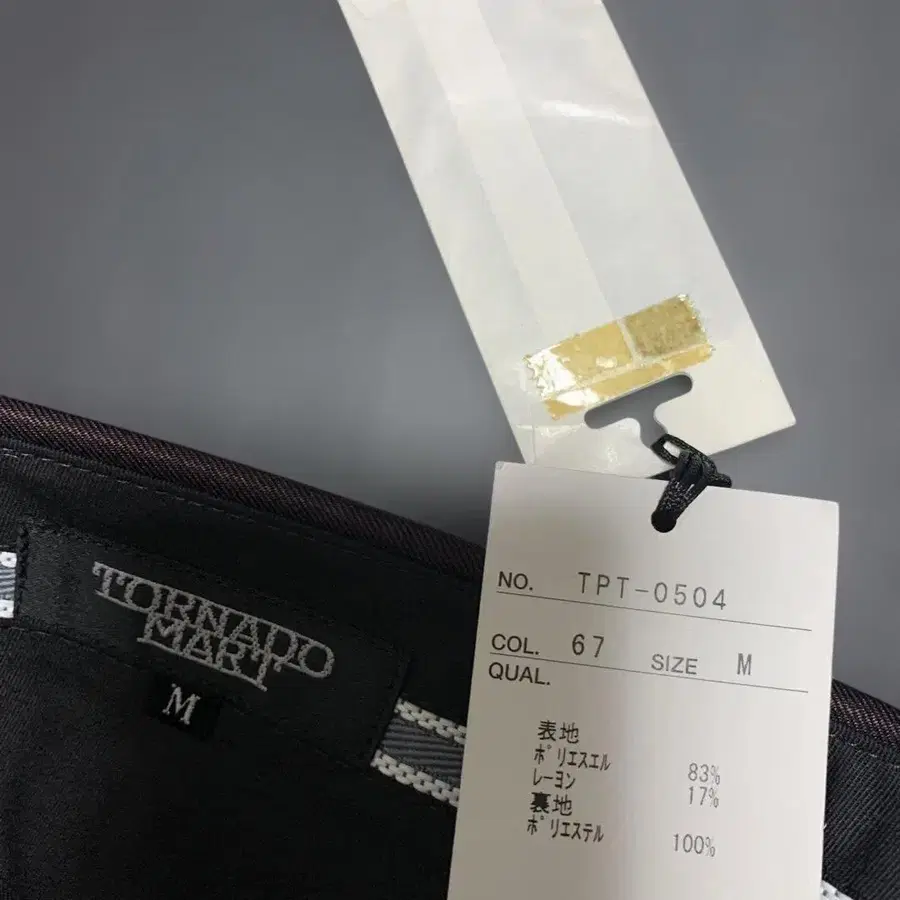 TORNADO
MART
M
NO. TPT-0504
COL. 67 SIZE M
QUAL.
表地
ポリエスエル 83%
レーヨン 17%
裏地
ポリエステル 100%